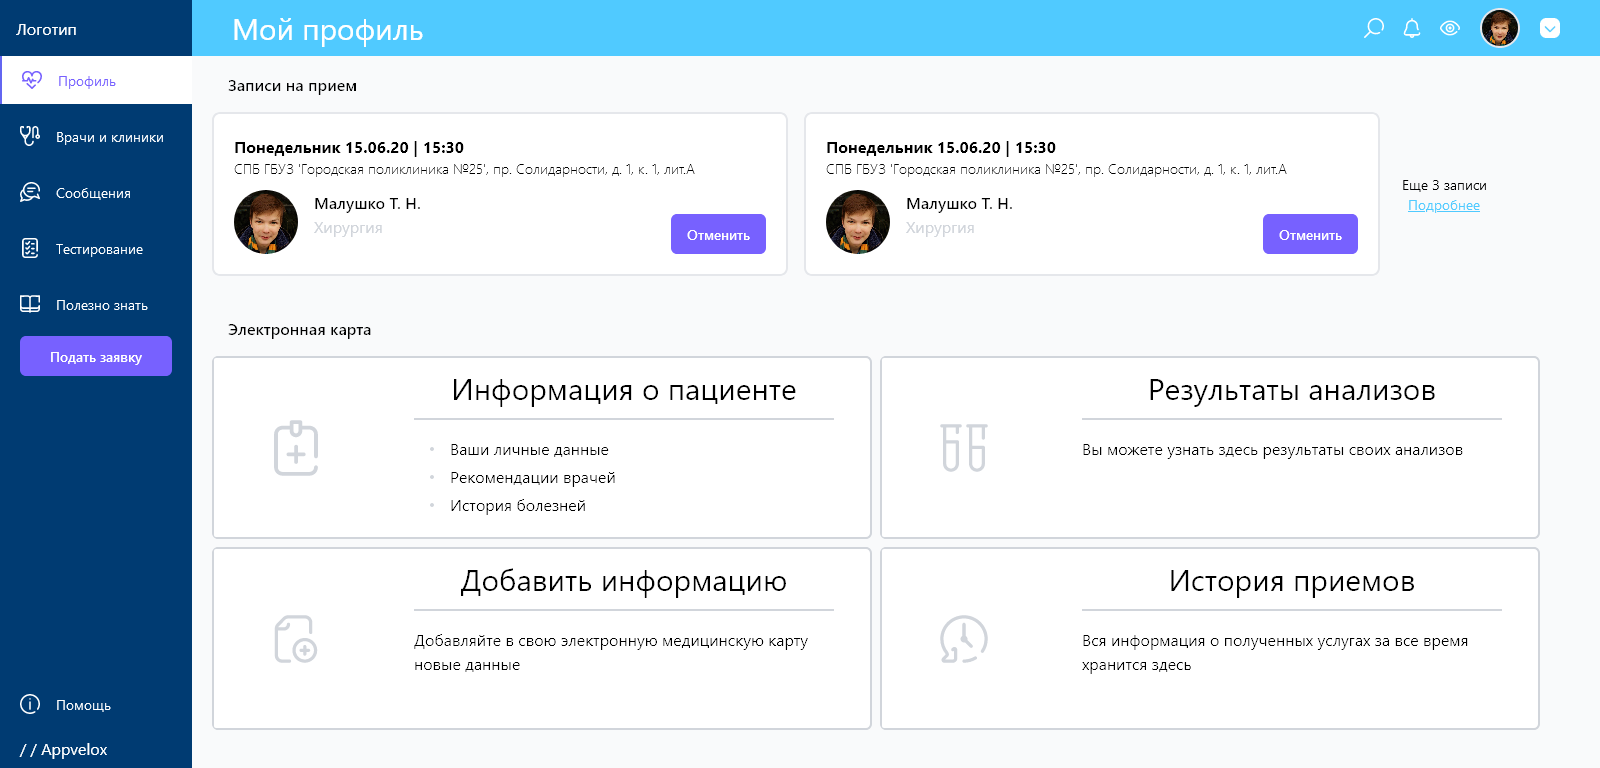 Логотип
Мой профиль
Профиль
Врачи и клиники
Сообщения
Тестирование
Полезно знать
Подать заявку
Помощь
// Appvelox
Записи на прием
Понедельник 15.06.20 | 15:30
СПБ ГБУЗ 'Городская поликлиника №25', пр. Солидарности, д. 1, к. 1, лит.А
Малушко Т. Н.
Хирургия
Отменить
Понедельник 15.06.20 | 15:30
СПБ ГБУЗ 'Городская поликлиника №25', пр. Солидарности, д. 1, к. 1, лит.А
Малушко Т. Н.
Хирургия
Отменить
Еще 3 записи
Подробнее
Электронная карта
Информация о пациенте
Ваши личные данные
Рекомендации врачей
История болезней
Результаты анализов
Вы можете узнать здесь результаты своих анализов
Добавить информацию
Добавляйте в свою электронную медицинскую карту
новые данные
История приемов
Вся информация о полученных услугах за все время
хранится здесь